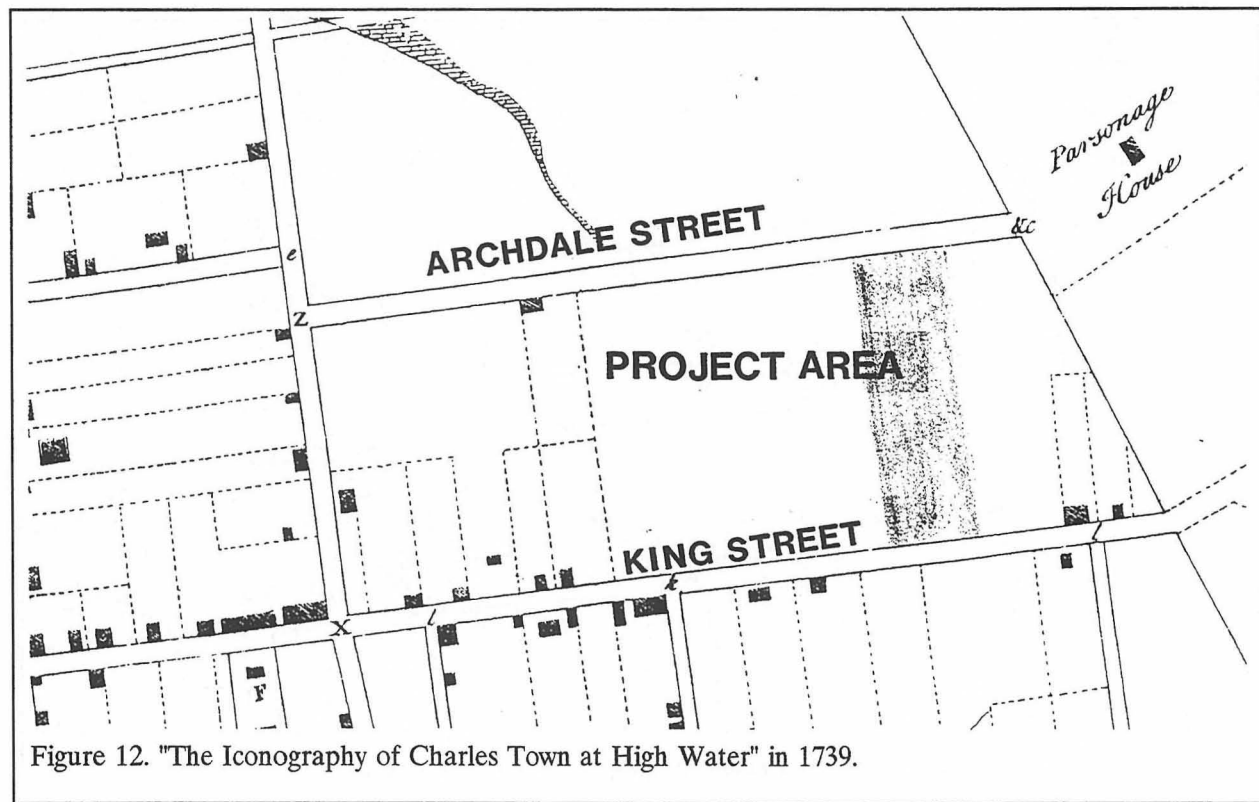 Parsonage
House
ARCHDALE STREET
&c
e
Z
PROJECT AREA
KING STREET
k
l
X
l
F
Figure 12. "The Iconography of Charles Town at High Water" in 1739.